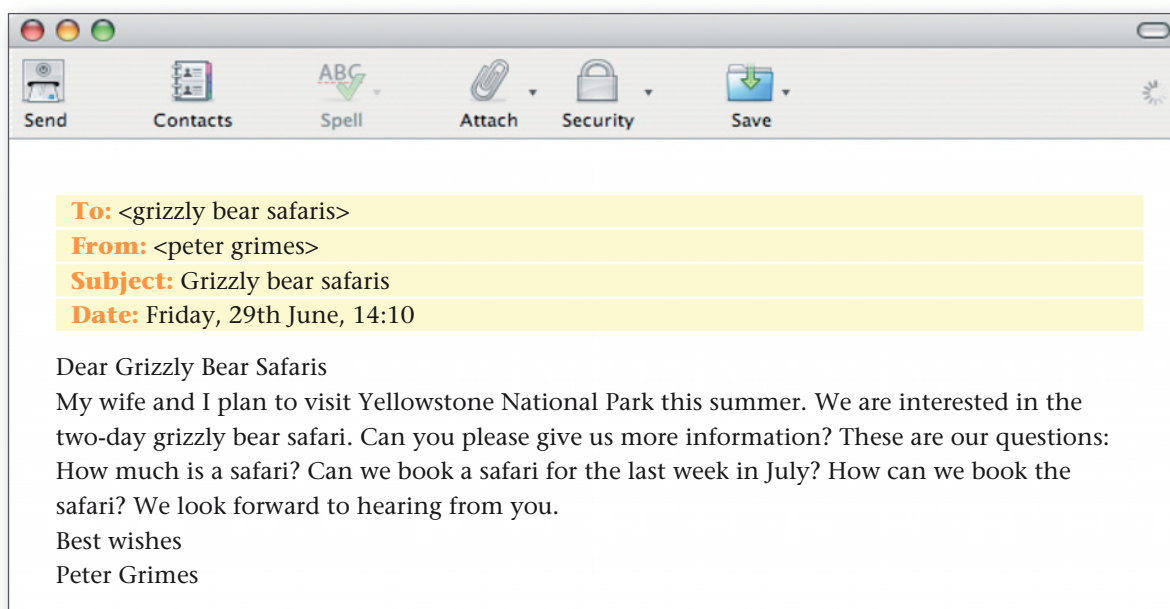 Send Contacts ABC Spell Attach Security Save
To: <grizzly bear safaris>
From: <peter grimes>
Subject: Grizzly bear safaris
Date: Friday, 29th June, 14:10
Dear Grizzly Bear Safaris
My wife and I plan to visit Yellowstone National Park this summer. We are interested in the
two-day grizzly bear safari. Can you please give us more information? These are our questions:
How much is a safari? Can we book a safari for the last week in July? How can we book the
safari? We look forward to hearing from you.
Best wishes
Peter Grimes